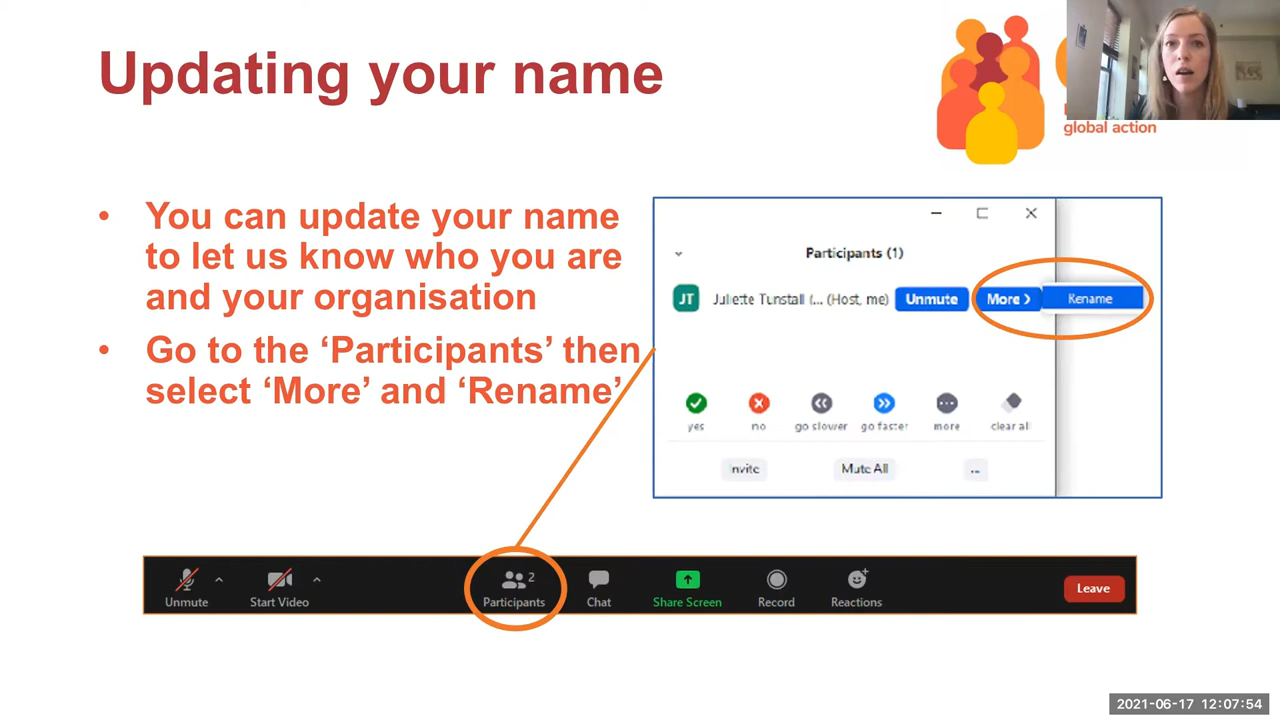 Updating your name
global action
• You can update your name
to let us know who you are
and your organisation
• Go to the ‘Participants’ then
select ‘More’ and ‘Rename’
Participants (1)
JT Juliette Tunstall (... (Host, me) Unmute More Rename
yes no go slower go faster more clear all
Invite Mute All ...
2
Unmute Start Video Participants Chat Share Screen Record Reactions Leave
2021-06-17 12:07:54